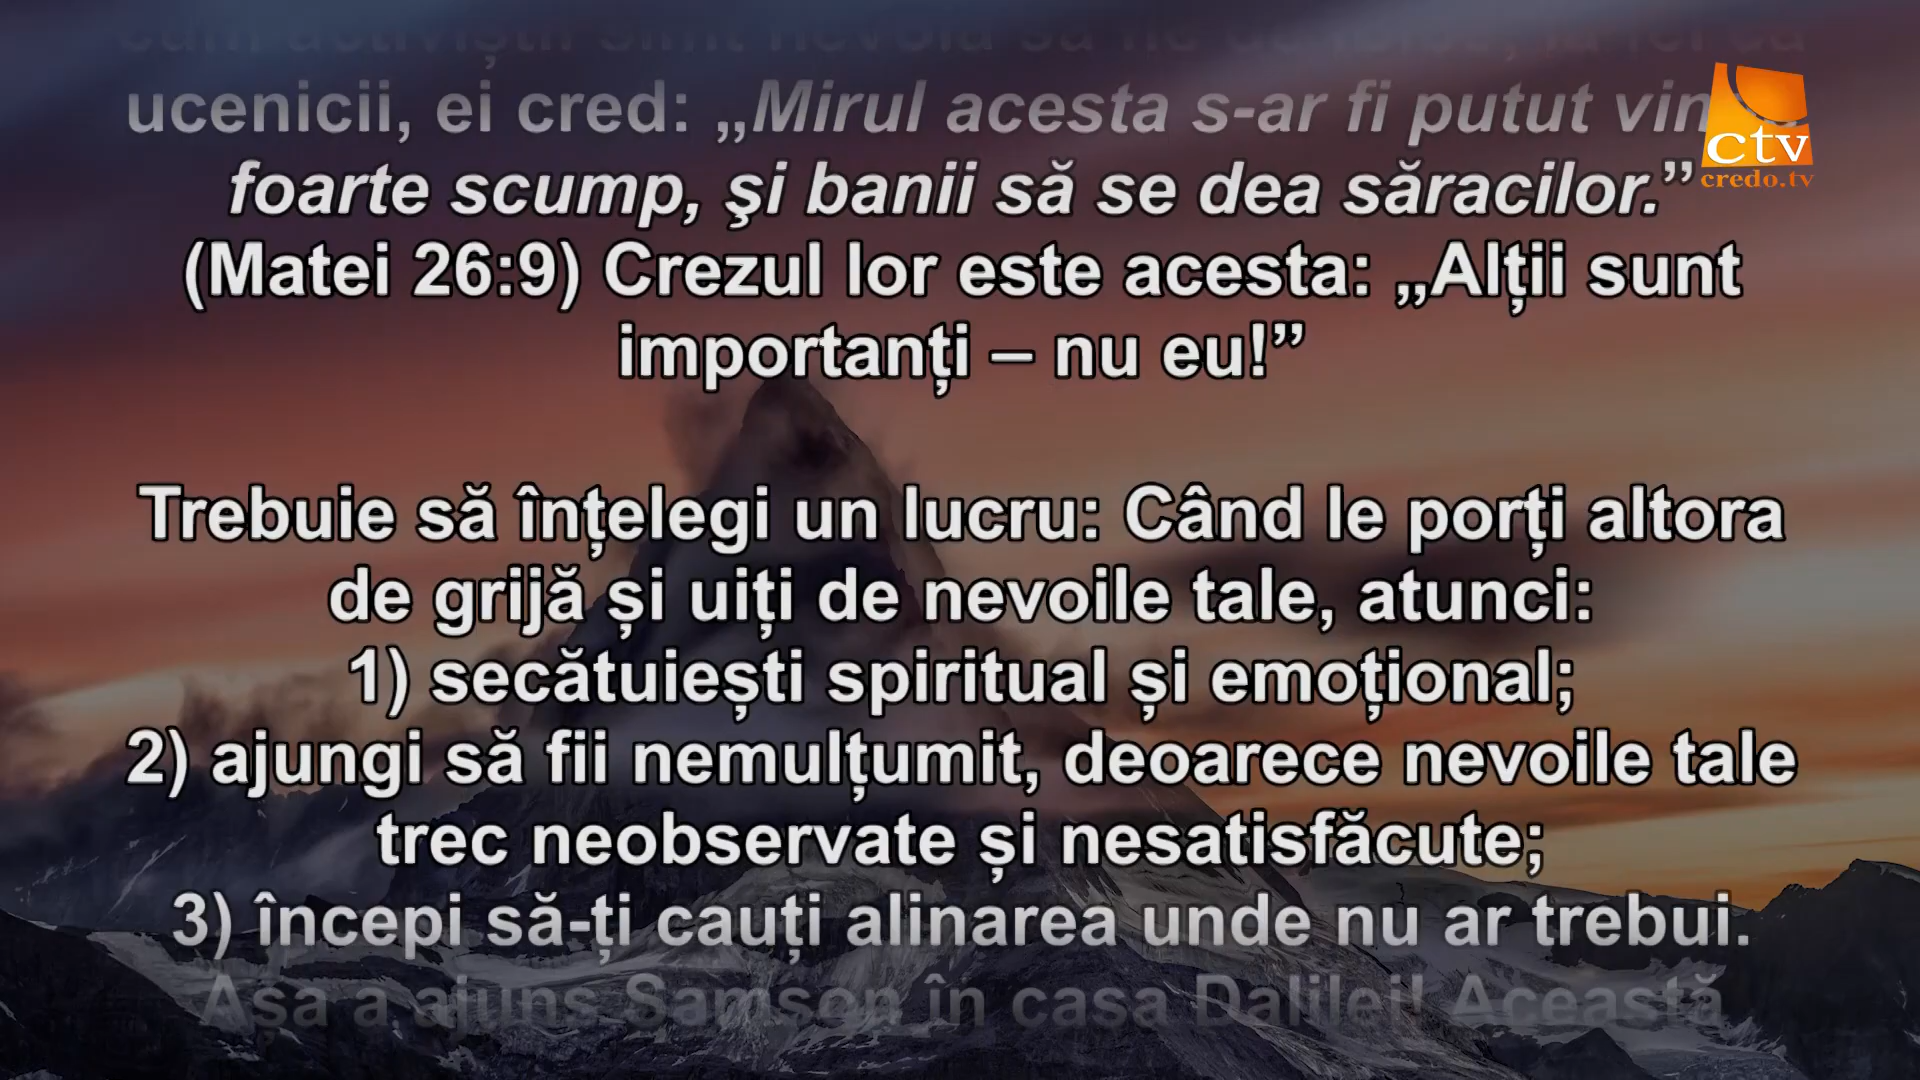 ucenicii, ei cred: „Mirul acesta s-ar fi putut
foarte scump, şi banii să se dea săracilor.”
(Matei 26:9) Crezul lor este acesta: „Alții sunt
importanți – nu eu!”
Trebuie să înțelegi un lucru: Când le porți altora
de grijă și uiți de nevoile tale, atunci:
1) secătuiești spiritual și emoțional;
2) ajungi să fii nemulțumit, deoarece nevoile tale
trec neobservate și nesatisfăcute;
3) începi să-ți cauți alinarea unde nu ar trebui.
Așa a ajuns Samson în casa Dalilei! Această
ctv
credo.tv